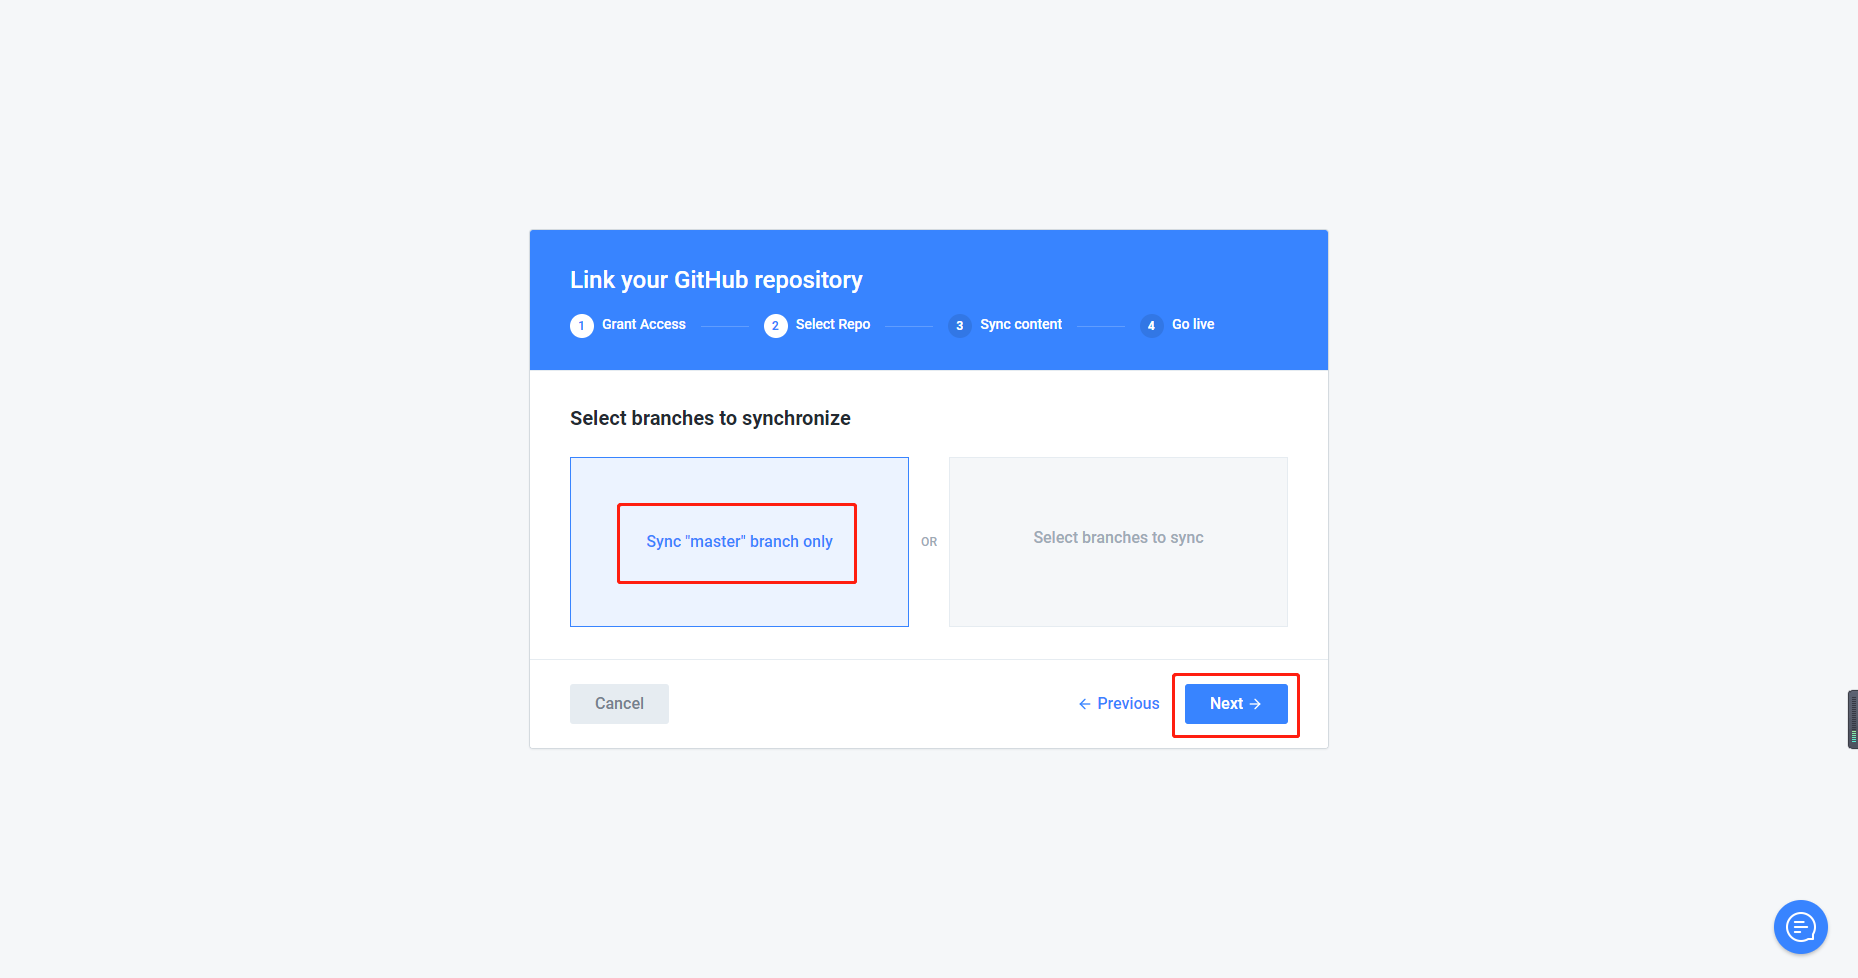 Link your GitHub repository
1 Grant Access 2 Select Repo 3 Sync content 4 Go live
Select branches to synchronize
Sync "master" branch only
OR
Select branches to sync
Cancel
← Previous
Next →